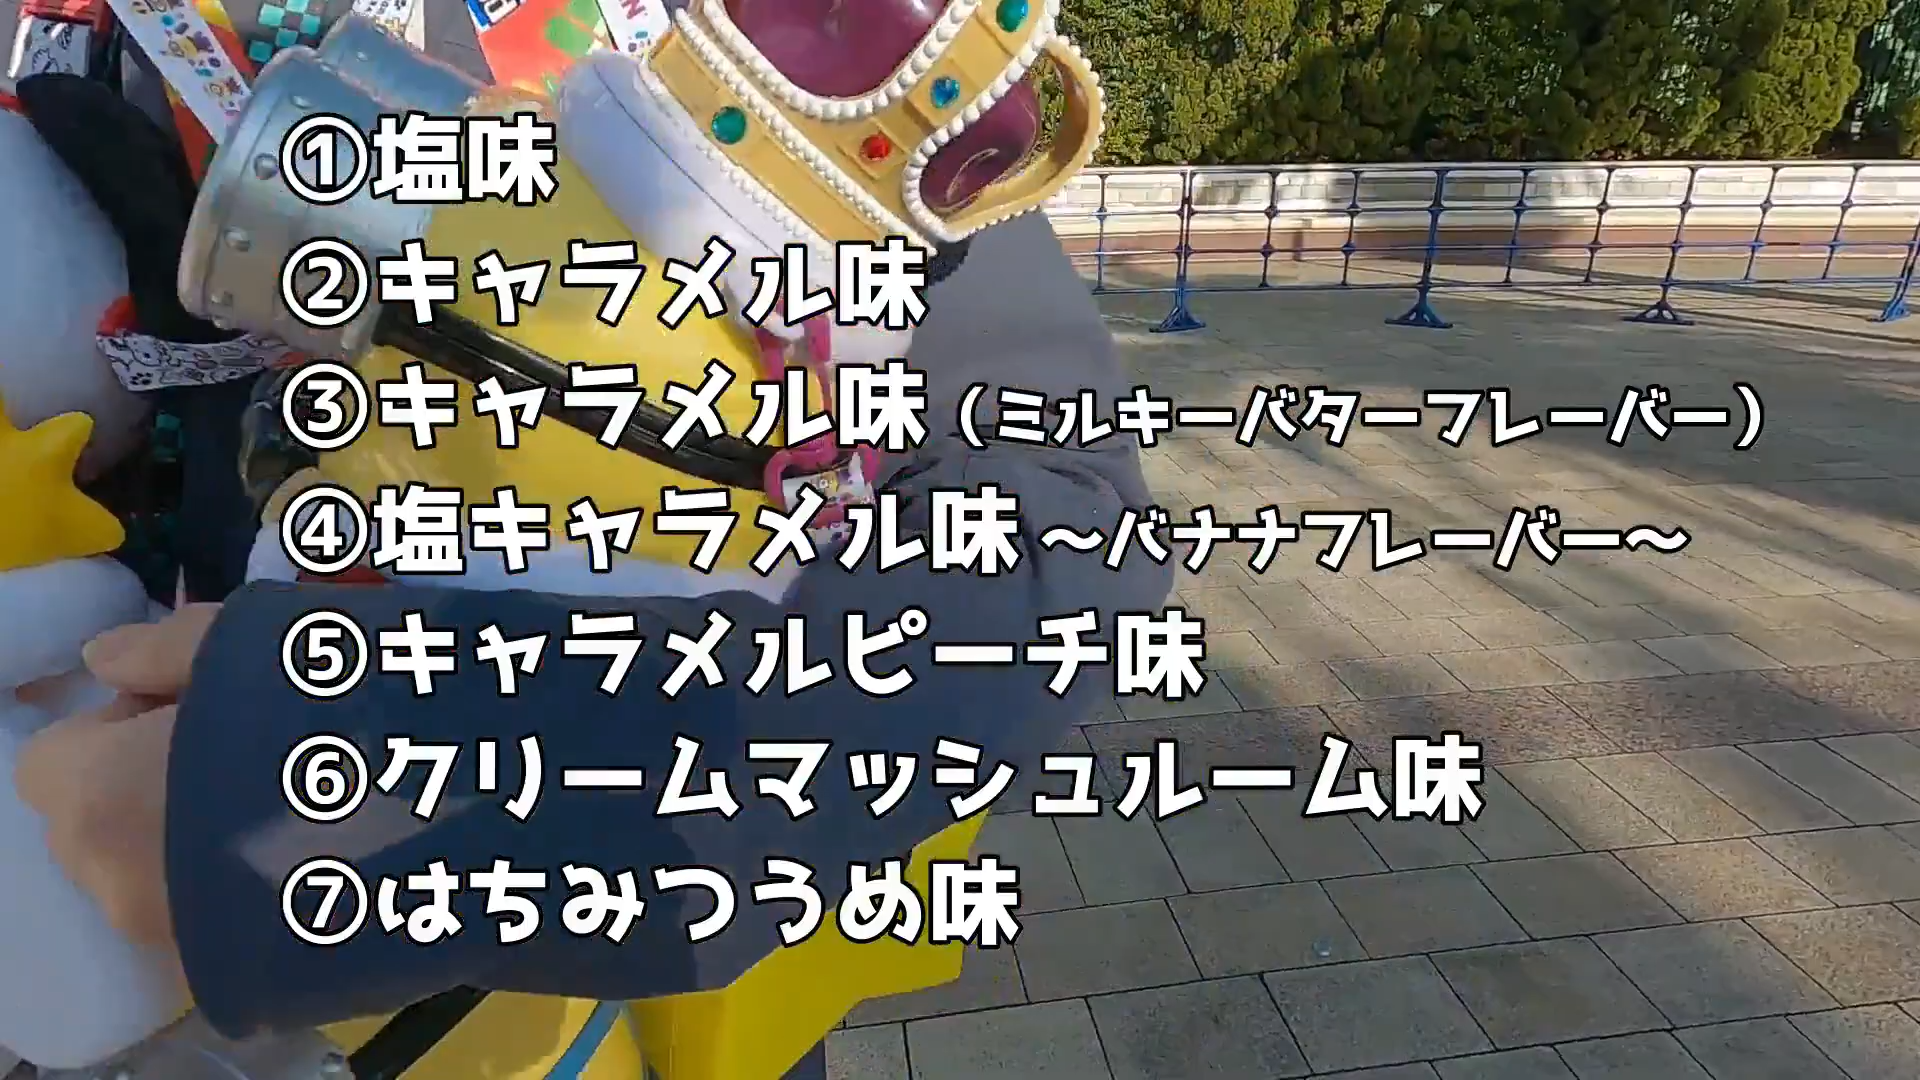 ①塩味
②キャラメル味
③キャラメル味（ミルキーバターフレーバー）
④塩キャラメル味～バナナフレーバー～
⑤キャラメルピーチ味
⑥クリームマッシュルーム味
⑦はちみつうめ味